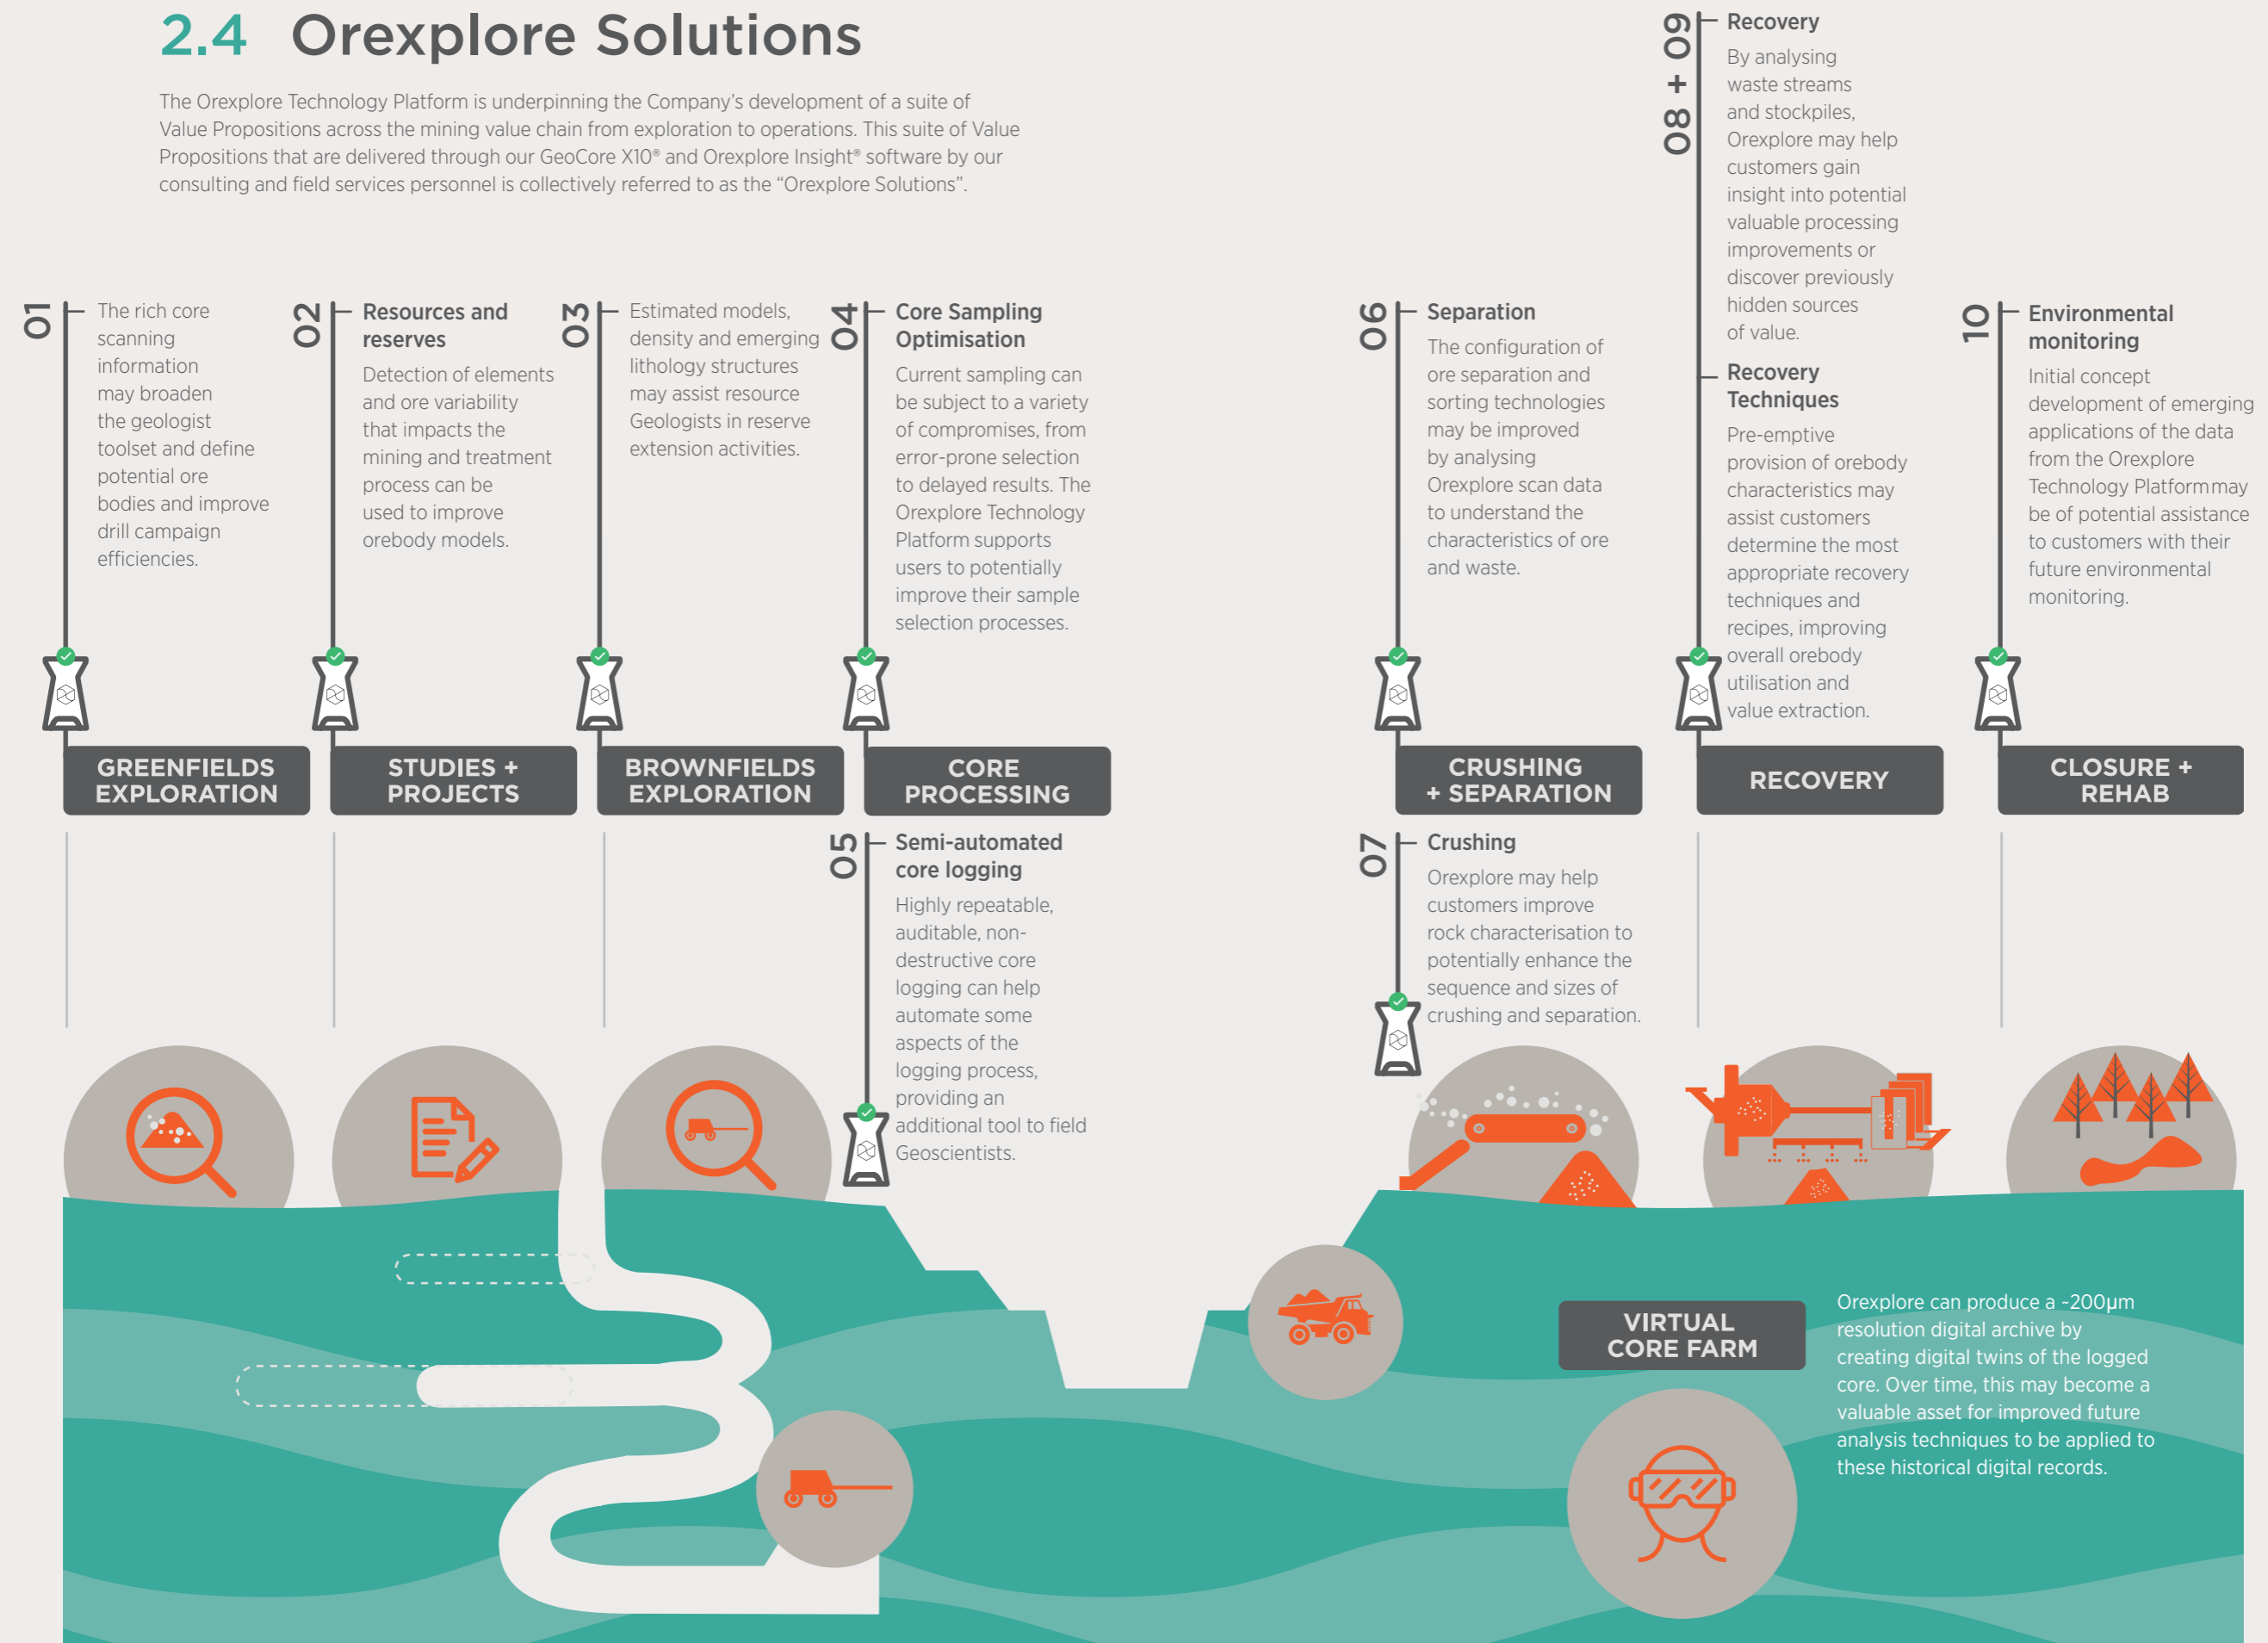 2.4 Orexplore Solutions
The Orexplore Technology Platform is underpinning the Company’s development of a suite of
Value Propositions across the mining value chain from exploration to operations. This suite of Value
Propositions that are delivered through our GeoCore X10® and Orexplore Insight® software by our
consulting and field services personnel is collectively referred to as the “Orexplore Solutions”.
01
The rich core
scanning
information
may broaden
the geologist
toolset and define
potential ore
bodies and improve
drill campaign
efficiencies.
GREENFIELDS
EXPLORATION
02
Resources and
reserves
Detection of elements
and ore variability
that impacts the
mining and treatment
process can be
used to improve
orebody models.
STUDIES +
PROJECTS
03
Estimated models,
density and emerging
lithology structures
may assist resource
Geologists in reserve
extension activities.
BROWNFIELDS
EXPLORATION
04
Core Sampling
Optimisation
Current sampling can
be subject to a variety
of compromises, from
error-prone selection
to delayed results. The
Orexplore Technology
Platform supports
users to potentially
improve their sample
selection processes.
CORE
PROCESSING
05
Semi-automated
core logging
Highly repeatable,
auditable, non-
destructive core
logging can help
automate some
aspects of the
logging process,
providing an
additional tool to field
Geoscientists.
06
Separation
The configuration of
ore separation and
sorting technologies
may be improved
by analysing
Orexplore scan data
to understand the
characteristics of ore
and waste.
CRUSHING
+ SEPARATION
07
Crushing
Orexplore may help
customers improve
rock characterisation to
potentially enhance the
sequence and sizes of
crushing and separation.
08 + 09
Recovery
By analysing
waste streams
and stockpiles,
Orexplore may help
customers gain
insight into potential
valuable processing
improvements or
discover previously
hidden sources
of value.
Recovery
Techniques
Pre-emptive
provision of orebody
characteristics may
assist customers
determine the most
appropriate recovery
techniques and
recipes, improving
overall orebody
utilisation and
value extraction.
RECOVERY
10
Environmental
monitoring
Initial concept
development of emerging
applications of the data
from the Orexplore
Technology Platformmay
be of potential assistance
to customers with their
future environmental
monitoring.
CLOSURE +
REHAB
VIRTUAL
CORE FARM
Orexplore can produce a ~200μm
resolution digital archive by
creating digital twins of the logged
core. Over time, this may become a
valuable asset for improved future
analysis techniques to be applied to
these historical digital records.